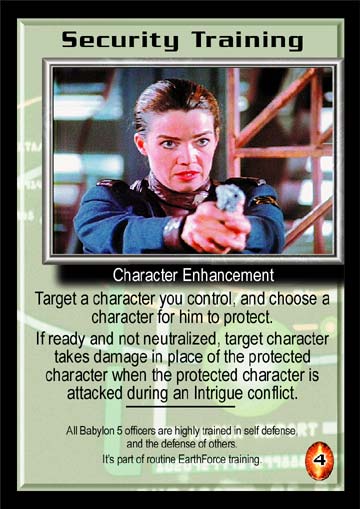 Security Training
Character Enhancement
Target a character you control, and choose a
character for him to protect.
If ready and not neutralized, target character
takes damage in place of the protected
character when the protected character is
attacked during an Intrigue conflict.
All Babylon 5 officers are highly trained in self defense,
and the defense of others.
It's part of routine EarthForce training.
4